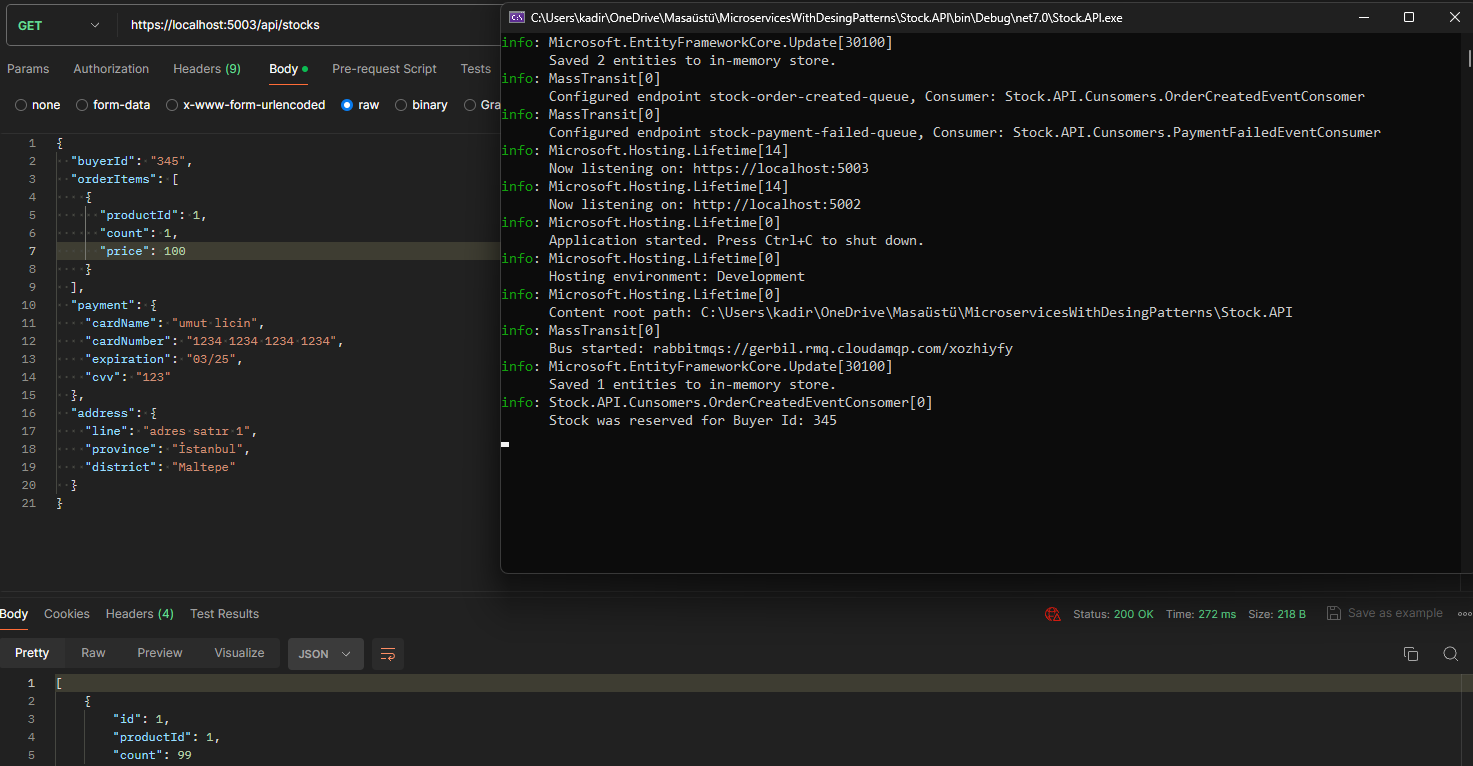 GET https://localhost:5003/api/stocks
Params Authorization Headers (9) Body Pre-request Script Tests
none form-data x-www-form-urlencoded raw binary Gra
1 {
2 "buyerId": "345",
3 "orderItems": [
4 {
5 "productId": 1,
6 "count": 1,
7 "price": 100
8 }
9 ],
10 "payment": {
11 "cardName": "umut licin",
12 "cardNumber": "1234 1234 1234 1234",
13 "expiration": "03/25",
14 "cvv": "123"
15 },
16 "address": {
17 "line": "adres satır 1",
18 "province": "İstanbul",
19 "district": "Maltepe"
20 }
21 }
C:\Users\kadir\OneDrive\Masaüstü\MicroservicesWithDesingPatterns\Stock.API\bin\Debug\net7.0\Stock.API.exe
info: Microsoft.EntityFrameworkCore.Update[30100]
Saved 2 entities to in-memory store.
info: MassTransit[0]
Configured endpoint stock-order-created-queue, Consumer: Stock.API.Cunsomers.OrderCreatedEventConsomer
info: MassTransit[0]
Configured endpoint stock-payment-failed-queue, Consumer: Stock.API.Cunsomers.PaymentFailedEventConsumer
info: Microsoft.Hosting.Lifetime[14]
Now listening on: https://localhost:5003
info: Microsoft.Hosting.Lifetime[14]
Now listening on: http://localhost:5002
info: Microsoft.Hosting.Lifetime[0]
Application started. Press Ctrl+C to shut down.
info: Microsoft.Hosting.Lifetime[0]
Hosting environment: Development
info: Microsoft.Hosting.Lifetime[0]
Content root path: C:\Users\kadir\OneDrive\Masaüstü\MicroservicesWithDesingPatterns\Stock.API
info: MassTransit[0]
Bus started: rabbitmqs://gerbil.rmq.cloudamqp.com/xozhiyfy
info: Microsoft.EntityFrameworkCore.Update[30100]
Saved 1 entities to in-memory store.
info: Stock.API.Cunsomers.OrderCreatedEventConsomer[0]
Stock was reserved for Buyer Id: 345
Body Cookies Headers (4) Test Results Status: 200 OK Time: 272 ms Size: 218 B Save as example
Pretty Raw Preview Visualize JSON
1 [
2 {
3 "id": 1,
4 "productId": 1,
5 "count": 99